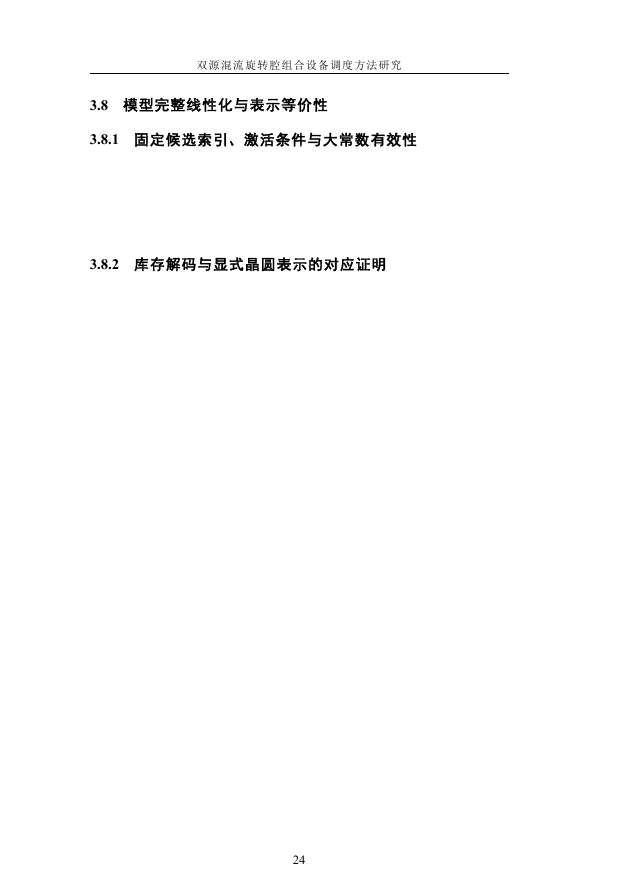 双源混流旋转腔组合设备调度方法研究
3.8 模型完整线性化与表示等价性
3.8.1 固定候选索引、激活条件与大常数有效性
3.8.2 库存解码与显式晶圆表示的对应证明
24